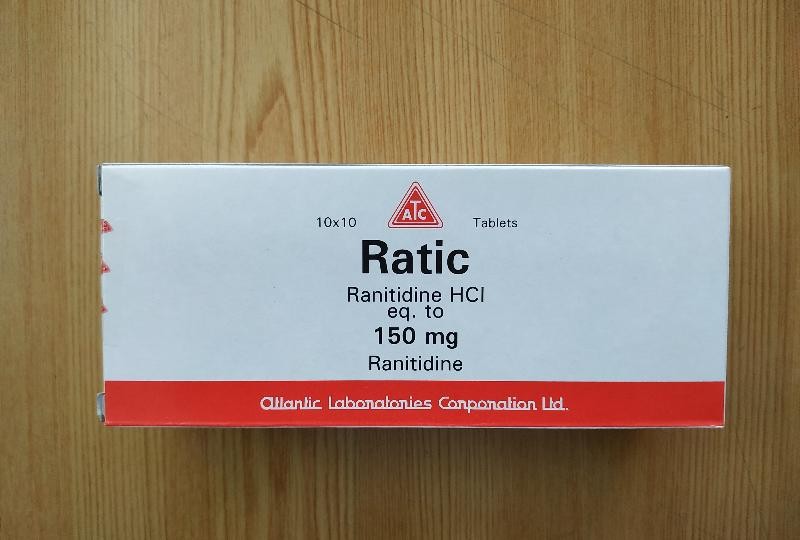 ATC
10x10 Tablets
Ratic
Ranitidine HCl
eq. to
150 mg
Ranitidine
Atlantic Laboratories Corporation Ltd.